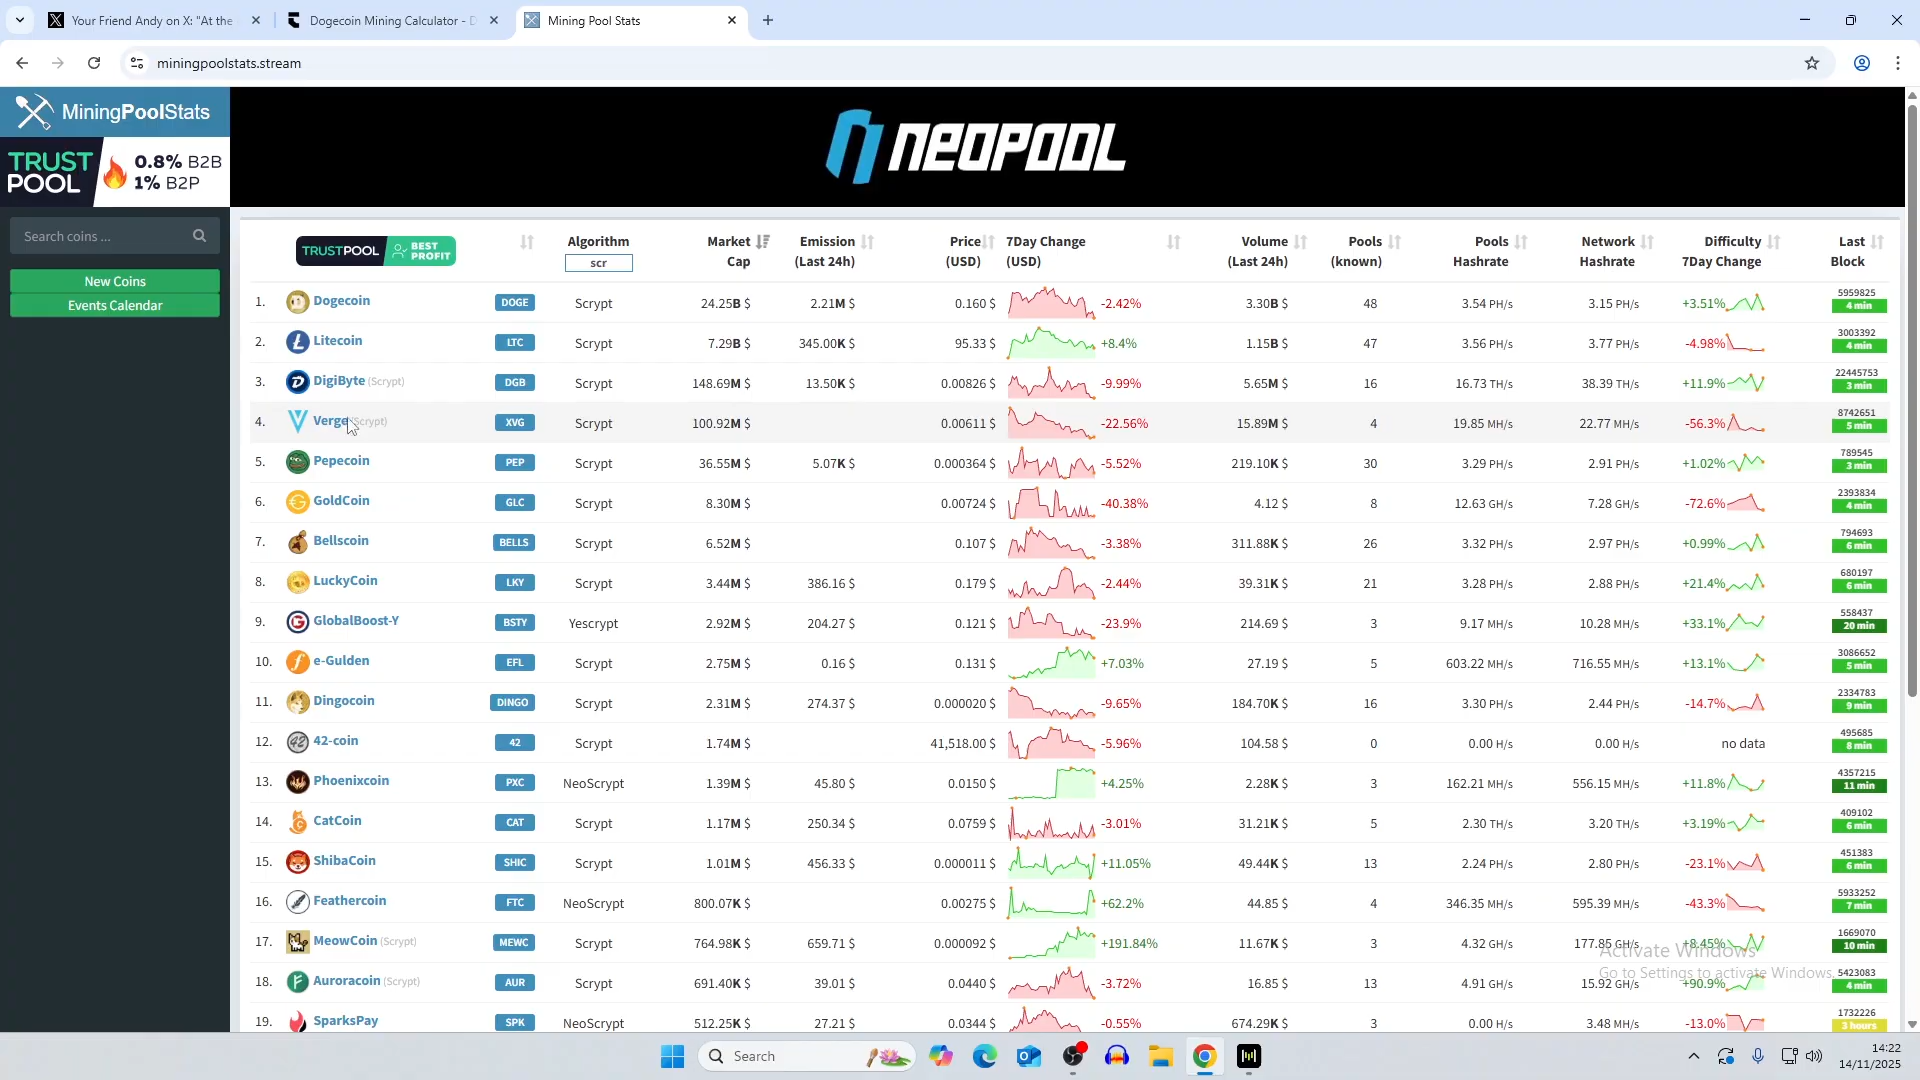 Your Friend Andy on X: "At the
Dogecoin Mining Calculator - D
Mining Pool Stats
miningpoolstats.stream
MiningPoolStats
TRUST POOL 0.8% B2B 1% B2P
NEOPOOL
Search coins ...
New Coins
Events Calendar
TRUSTPOOL BEST PROFIT
Algorithm scr Market Cap Emission (Last 24h) Price (USD) 7Day Change (USD) Volume (Last 24h) Pools (known) Pools Hashrate Network Hashrate Difficulty 7Day Change Last Block
1. Dogecoin DOGE Scrypt 24.25B $ 2.21M $ 0.160 $ -2.42% 3.30B $ 48 3.54 PH/s 3.15 PH/s +3.51% 5959825 4 min
2. Litecoin LTC Scrypt 7.29B $ 345.00K $ 95.33 $ +8.4% 1.15B $ 47 3.56 PH/s 3.77 PH/s -4.98% 3003392 4 min
3. DigiByte (Scrypt) DGB Scrypt 148.69M $ 13.50K $ 0.00826 $ -9.99% 5.65M $ 16 16.73 TH/s 38.39 TH/s +11.9% 22445753 3 min
4. Verge (Scrypt) XVG Scrypt 100.92M $ 0.00611 $ -22.56% 15.89M $ 4 19.85 MH/s 22.77 MH/s -56.3% 8742651 5 min
5. Pepecoin PEP Scrypt 36.55M $ 5.07K $ 0.000364 $ -5.52% 219.10K $ 30 3.29 PH/s 2.91 PH/s +1.02% 789545 3 min
6. GoldCoin GLC Scrypt 8.30M $ 0.00724 $ -40.38% 4.12 $ 8 12.63 GH/s 7.28 GH/s -72.6% 2393834 4 min
7. Bellscoin BELLS Scrypt 6.52M $ 0.107 $ -3.38% 311.88K $ 26 3.32 PH/s 2.97 PH/s +0.99% 794693 6 min
8. LuckyCoin LKY Scrypt 3.44M $ 386.16 $ 0.179 $ -2.44% 39.31K $ 21 3.28 PH/s 2.88 PH/s +21.4% 680197 6 min
9. GlobalBoost-Y BSTY Yescrypt 2.92M $ 204.27 $ 0.121 $ -23.9% 214.69 $ 3 9.17 MH/s 10.28 MH/s +33.1% 558437 20 min
10. e-Gulden EFL Scrypt 2.75M $ 0.16 $ 0.131 $ +7.03% 27.19 $ 5 603.22 MH/s 716.55 MH/s +13.1% 3086652 5 min
11. Dingocoin DINGO Scrypt 2.31M $ 274.37 $ 0.000020 $ -9.65% 184.70K $ 16 3.30 PH/s 2.44 PH/s -14.7% 2334783 9 min
12. 42-coin 42 Scrypt 1.74M $ 41,518.00 $ -5.96% 104.58 $ 0 0.00 H/s 0.00 H/s no data 495685 8 min
13. Phoenixcoin PXC NeoScrypt 1.39M $ 45.80 $ 0.0150 $ +4.25% 2.28K $ 3 162.21 MH/s 556.15 MH/s +11.8% 4357215 11 min
14. CatCoin CAT Scrypt 1.17M $ 250.34 $ 0.0759 $ -3.01% 31.21K $ 5 2.30 TH/s 3.20 TH/s +3.19% 409102 6 min
15. ShibaCoin SHIC Scrypt 1.01M $ 456.33 $ 0.000011 $ +11.05% 49.44K $ 13 2.24 PH/s 2.80 PH/s -23.1% 451383 6 min
16. Feathercoin FTC NeoScrypt 800.07K $ 0.00275 $ +62.2% 44.85 $ 4 346.35 MH/s 595.39 MH/s -43.3% 5933252 7 min
17. MeowCoin (Scrypt) MEWC Scrypt 764.98K $ 659.71 $ 0.000092 $ +191.84% 11.67K $ 3 4.32 GH/s 177.85 GH/s +8.45% 1669070 10 min
18. Auroracoin (Scrypt) AUR Scrypt 691.40K $ 39.01 $ 0.0440 $ -3.72% 16.85 $ 13 4.91 GH/s 15.92 GH/s +90.9% 5423083 4 min
19. SparksPay SPK NeoScrypt 512.25K $ 27.21 $ 0.0344 $ -0.55% 674.29K $ 3 0.00 H/s 3.48 MH/s -13.0% 1732226 3 hours
Activate Windows
Go to Settings to activate Windows.
Search
14:22
14/11/2025